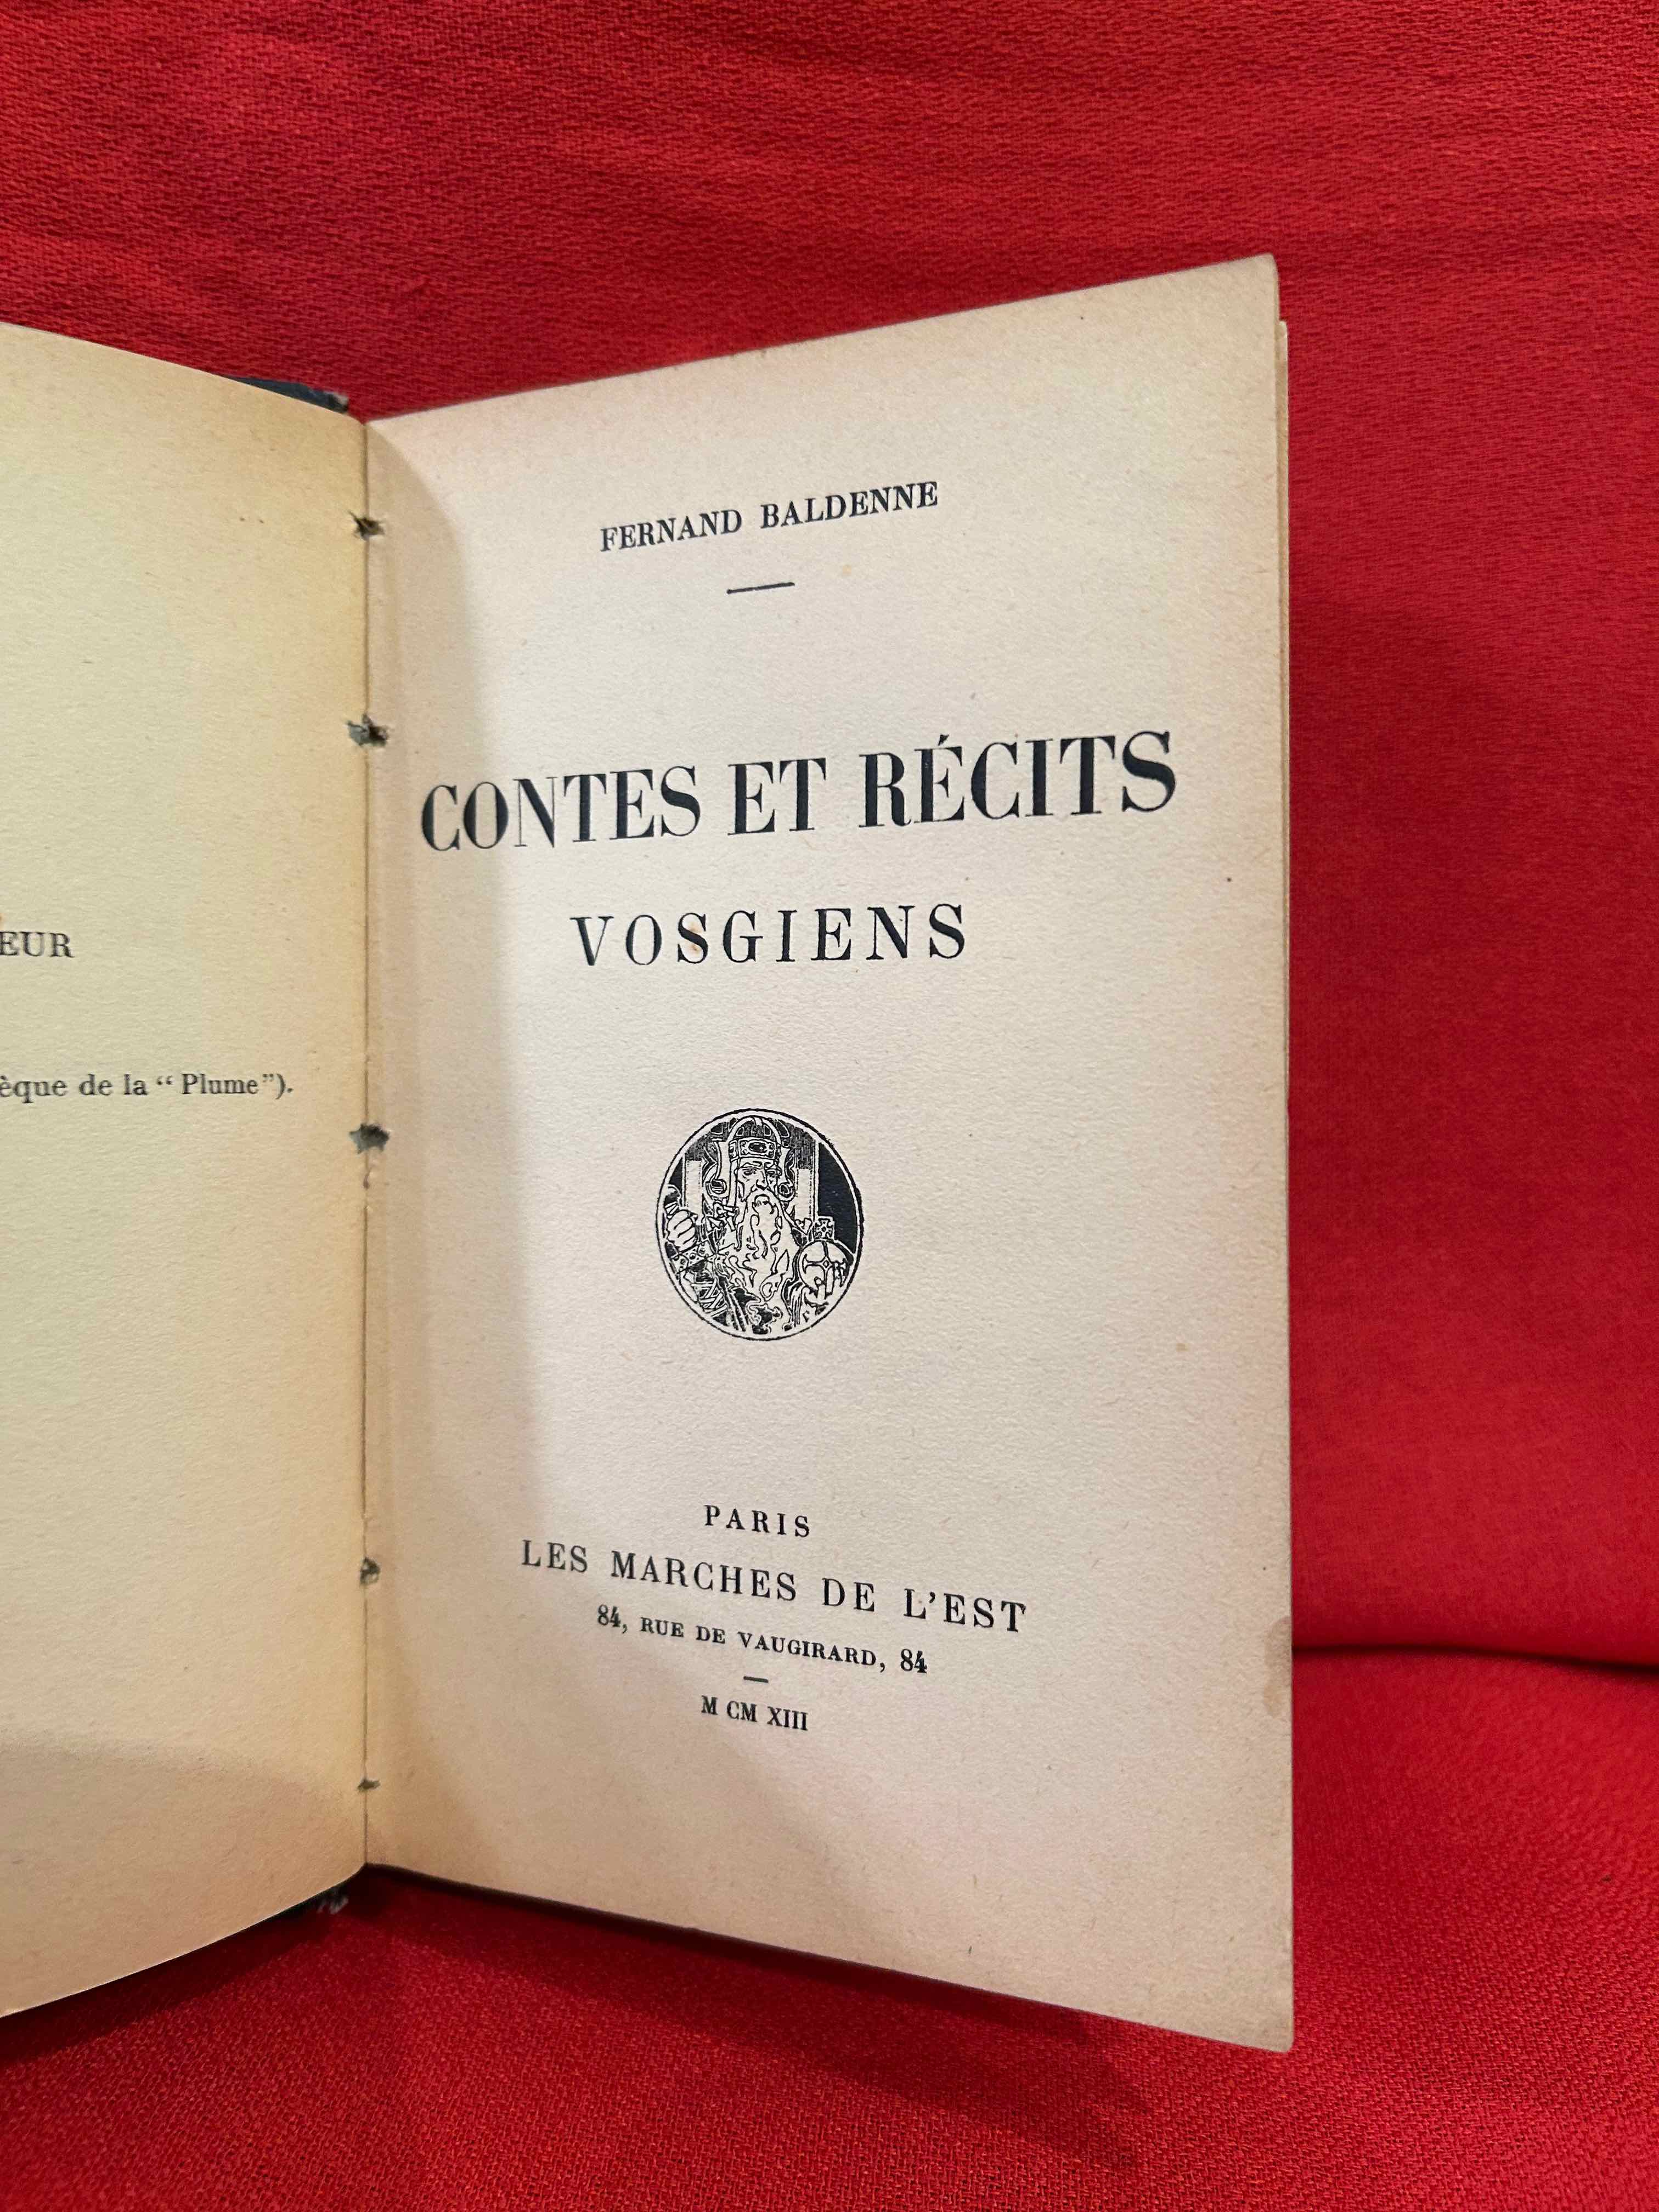 EUR
èque de la “ Plume”).
FERNAND BALDENNE
CONTES ET RÉCITS
VOSGIENS
PARIS
LES MARCHES DE L'EST
84, RUE DE VAUGIRARD, 84
M CM XIII